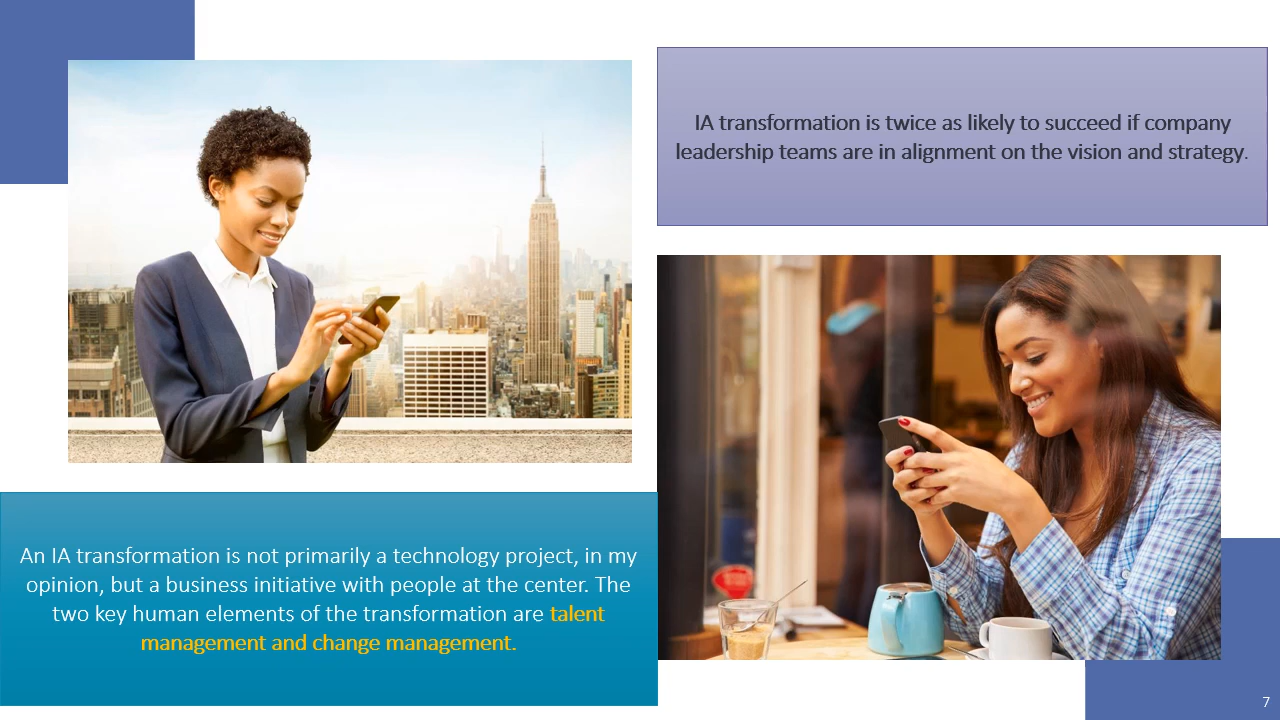 IA transformation is twice as likely to succeed if company
leadership teams are in alignment on the vision and strategy.
An IA transformation is not primarily a technology project, in my
opinion, but a business initiative with people at the center. The
two key human elements of the transformation are talent
management and change management.
7